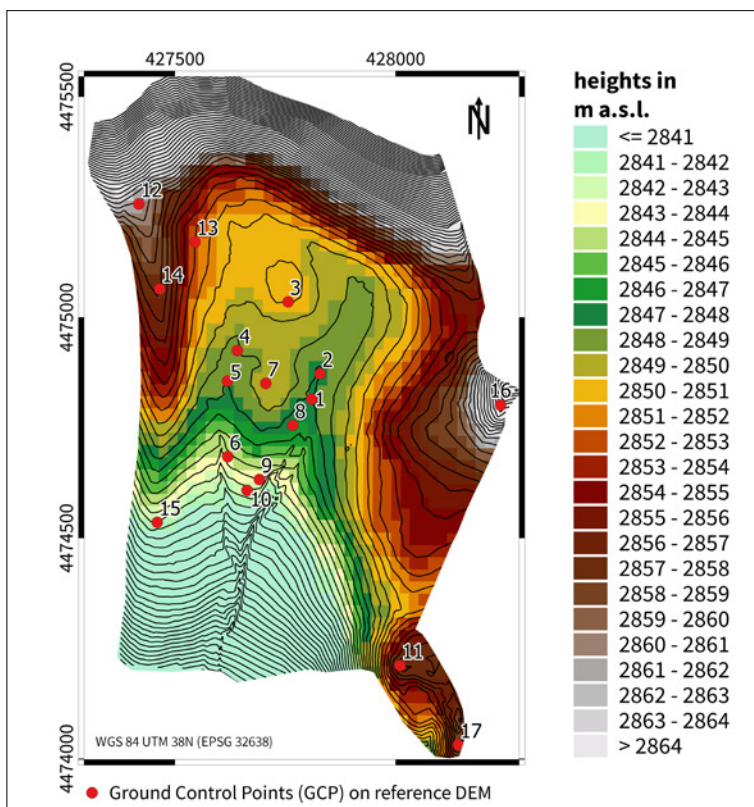 427500 428000
heights in
m a.s.l.
<= 2841
2841 - 2842
2842 - 2843
2843 - 2844
2844 - 2845
2845 - 2846
2846 - 2847
2847 - 2848
2848 - 2849
2849 - 2850
2850 - 2851
2851 - 2852
2852 - 2853
2853 - 2854
2854 - 2855
2855 - 2856
2856 - 2857
2857 - 2858
2858 - 2859
2859 - 2860
2860 - 2861
2861 - 2862
2862 - 2863
2863 - 2864
> 2864
4475500
4475000
4474500
4474000
N
12
13
14
3
4
5
7
2
1
16
8
6
9
10
15
11
17
WGS 84 UTM 38N (EPSG 32638)
Ground Control Points (GCP) on reference DEM